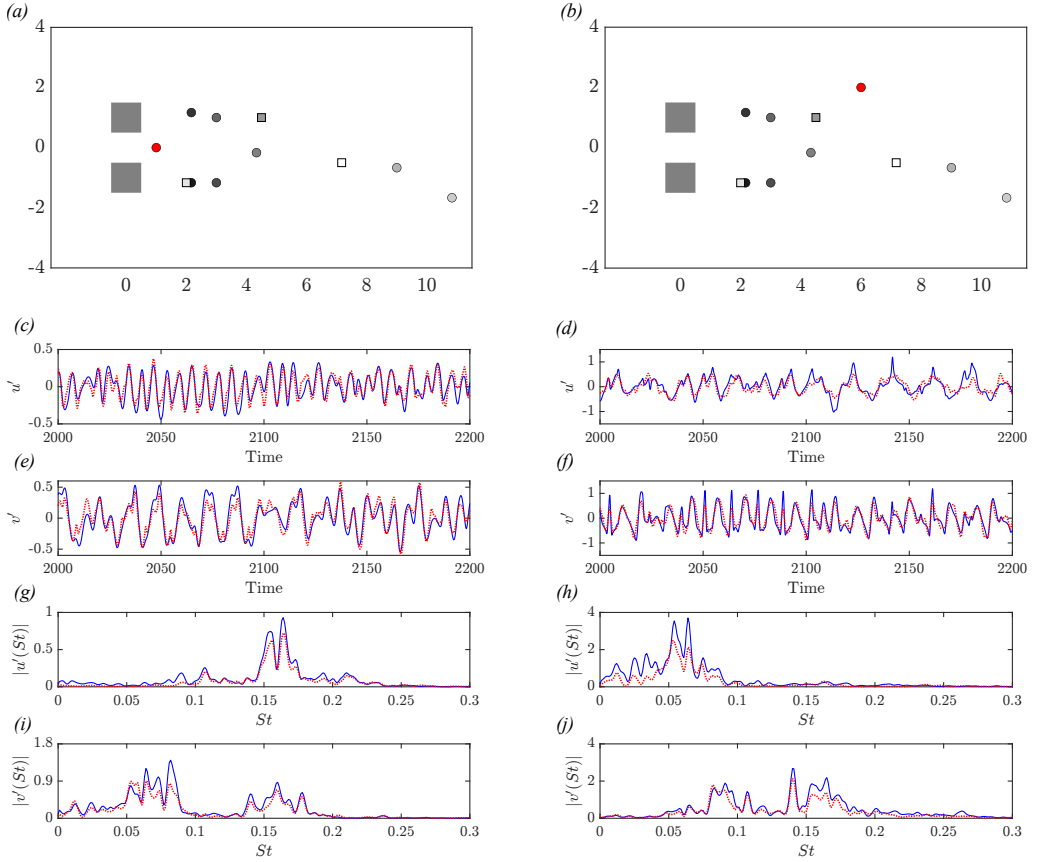 (a)
4
2
0
-2
-4
0 2 4 6 8 10
(b)
4
2
0
-2
-4
0 2 4 6 8 10
(c)
0.5
0
-0.5
u′
2000 2050 2100 2150 2200
Time
(d)
1
0
-1
u′
2000 2050 2100 2150 2200
Time
(e)
0.5
0
-0.5
v′
2000 2050 2100 2150 2200
Time
(f)
1
0
-1
v′
2000 2050 2100 2150 2200
Time
(g)
1
0.5
0
|u′(St)|
0 0.05 0.1 0.15 0.2 0.25 0.3
St
(h)
4
2
0
|u′(St)|
0 0.05 0.1 0.15 0.2 0.25 0.3
St
(i)
1.8
0.9
0
|v′(St)|
0 0.05 0.1 0.15 0.2 0.25 0.3
St
(j)
4
2
0
|v′(St)|
0 0.05 0.1 0.15 0.2 0.25 0.3
St